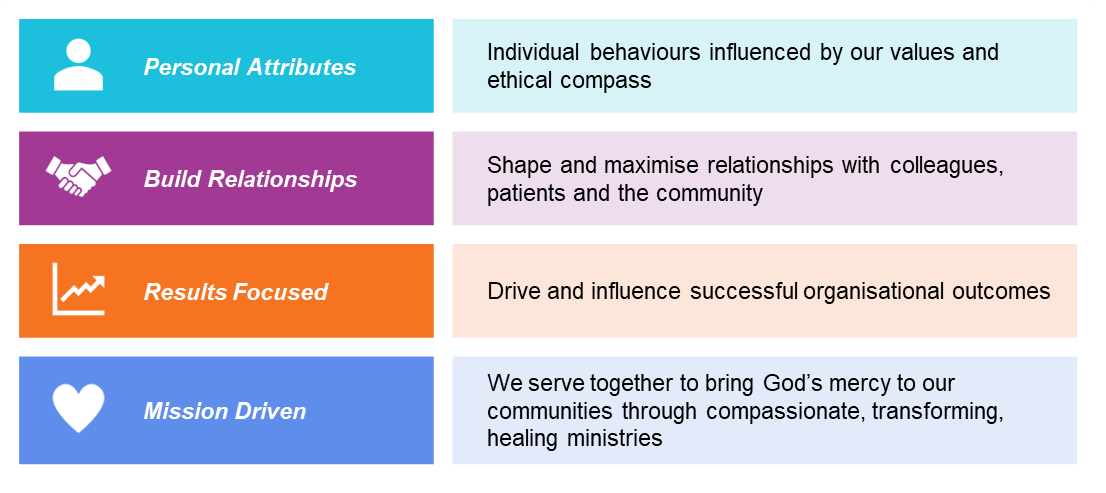 Personal Attributes
Individual behaviours influenced by our values and
ethical compass
Build Relationships
Shape and maximise relationships with colleagues,
patients and the community
Results Focused
Drive and influence successful organisational outcomes
Mission Driven
We serve together to bring God’s mercy to our
communities through compassionate, transforming,
healing ministries